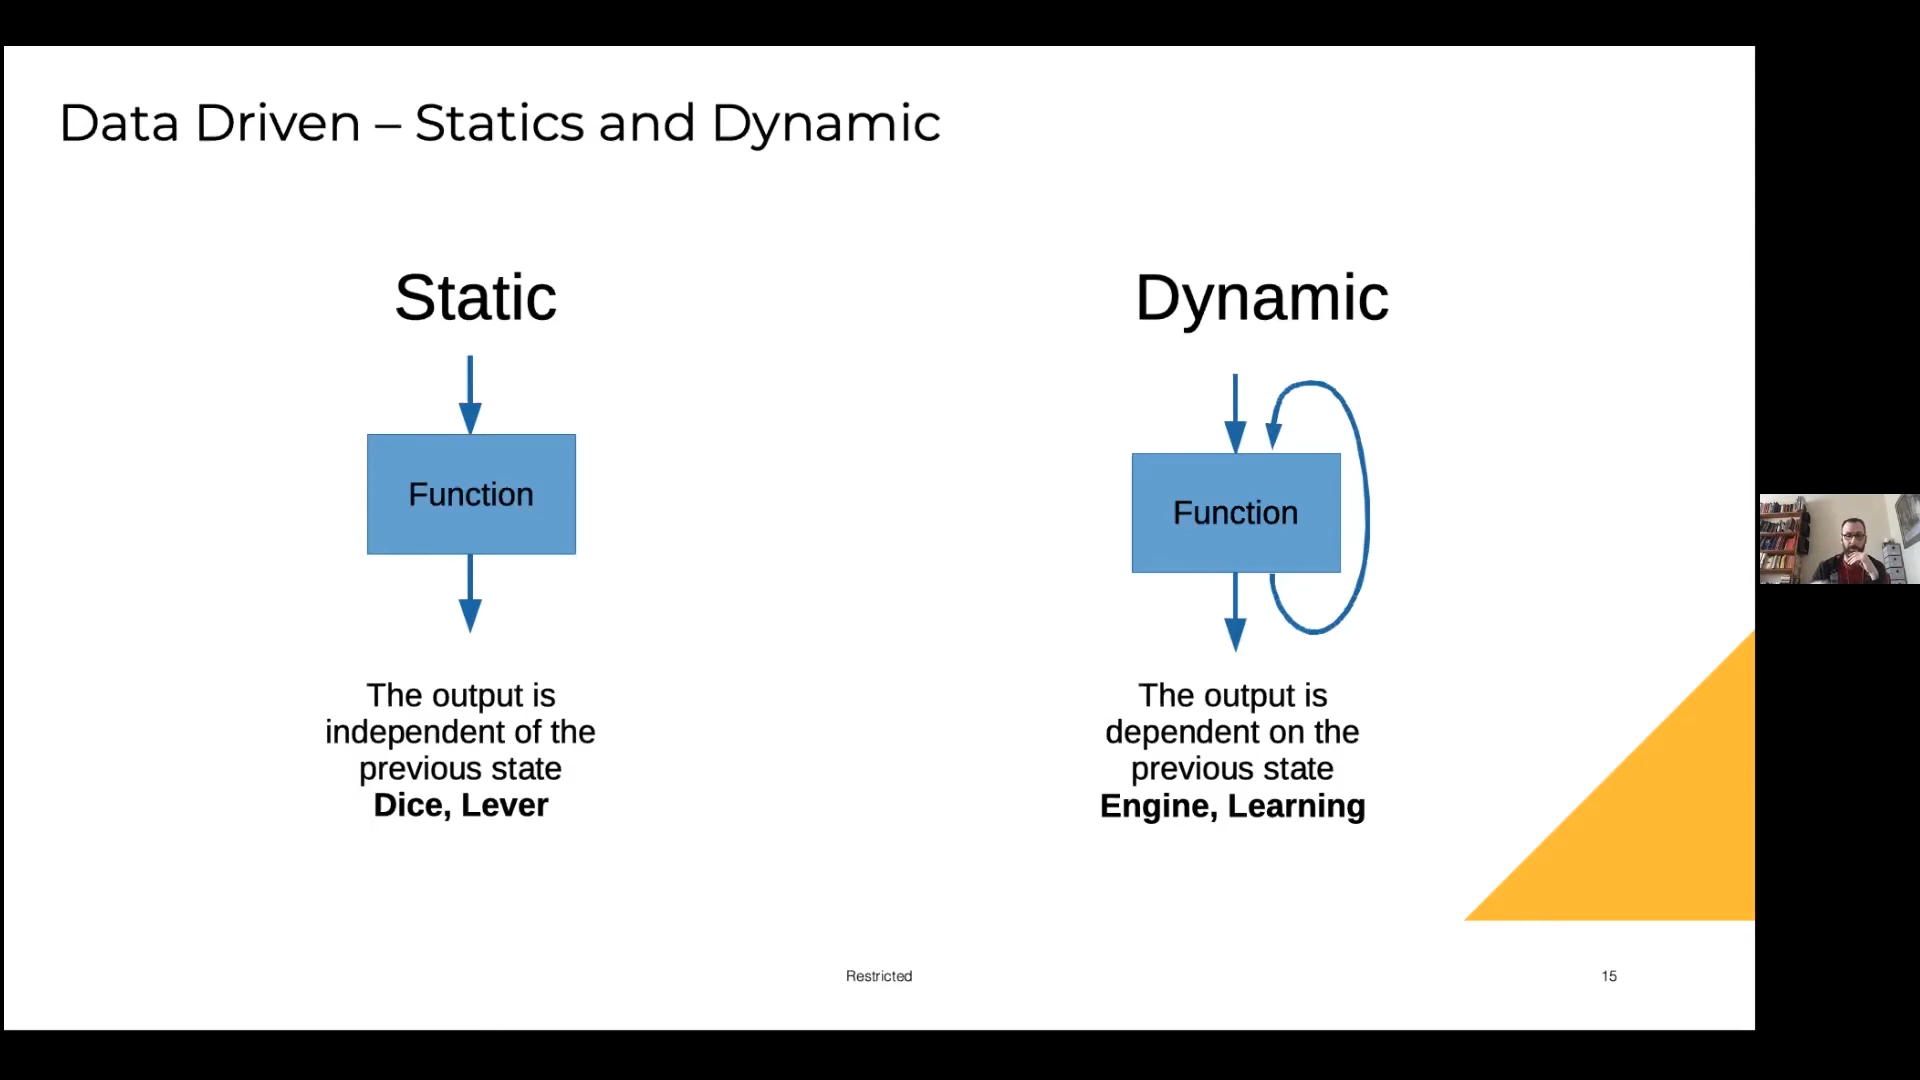 Data Driven – Statics and Dynamic
Static
Function
The output is
independent of the
previous state
Dice, Lever
Dynamic
Function
The output is
dependent on the
previous state
Engine, Learning
Restricted
15